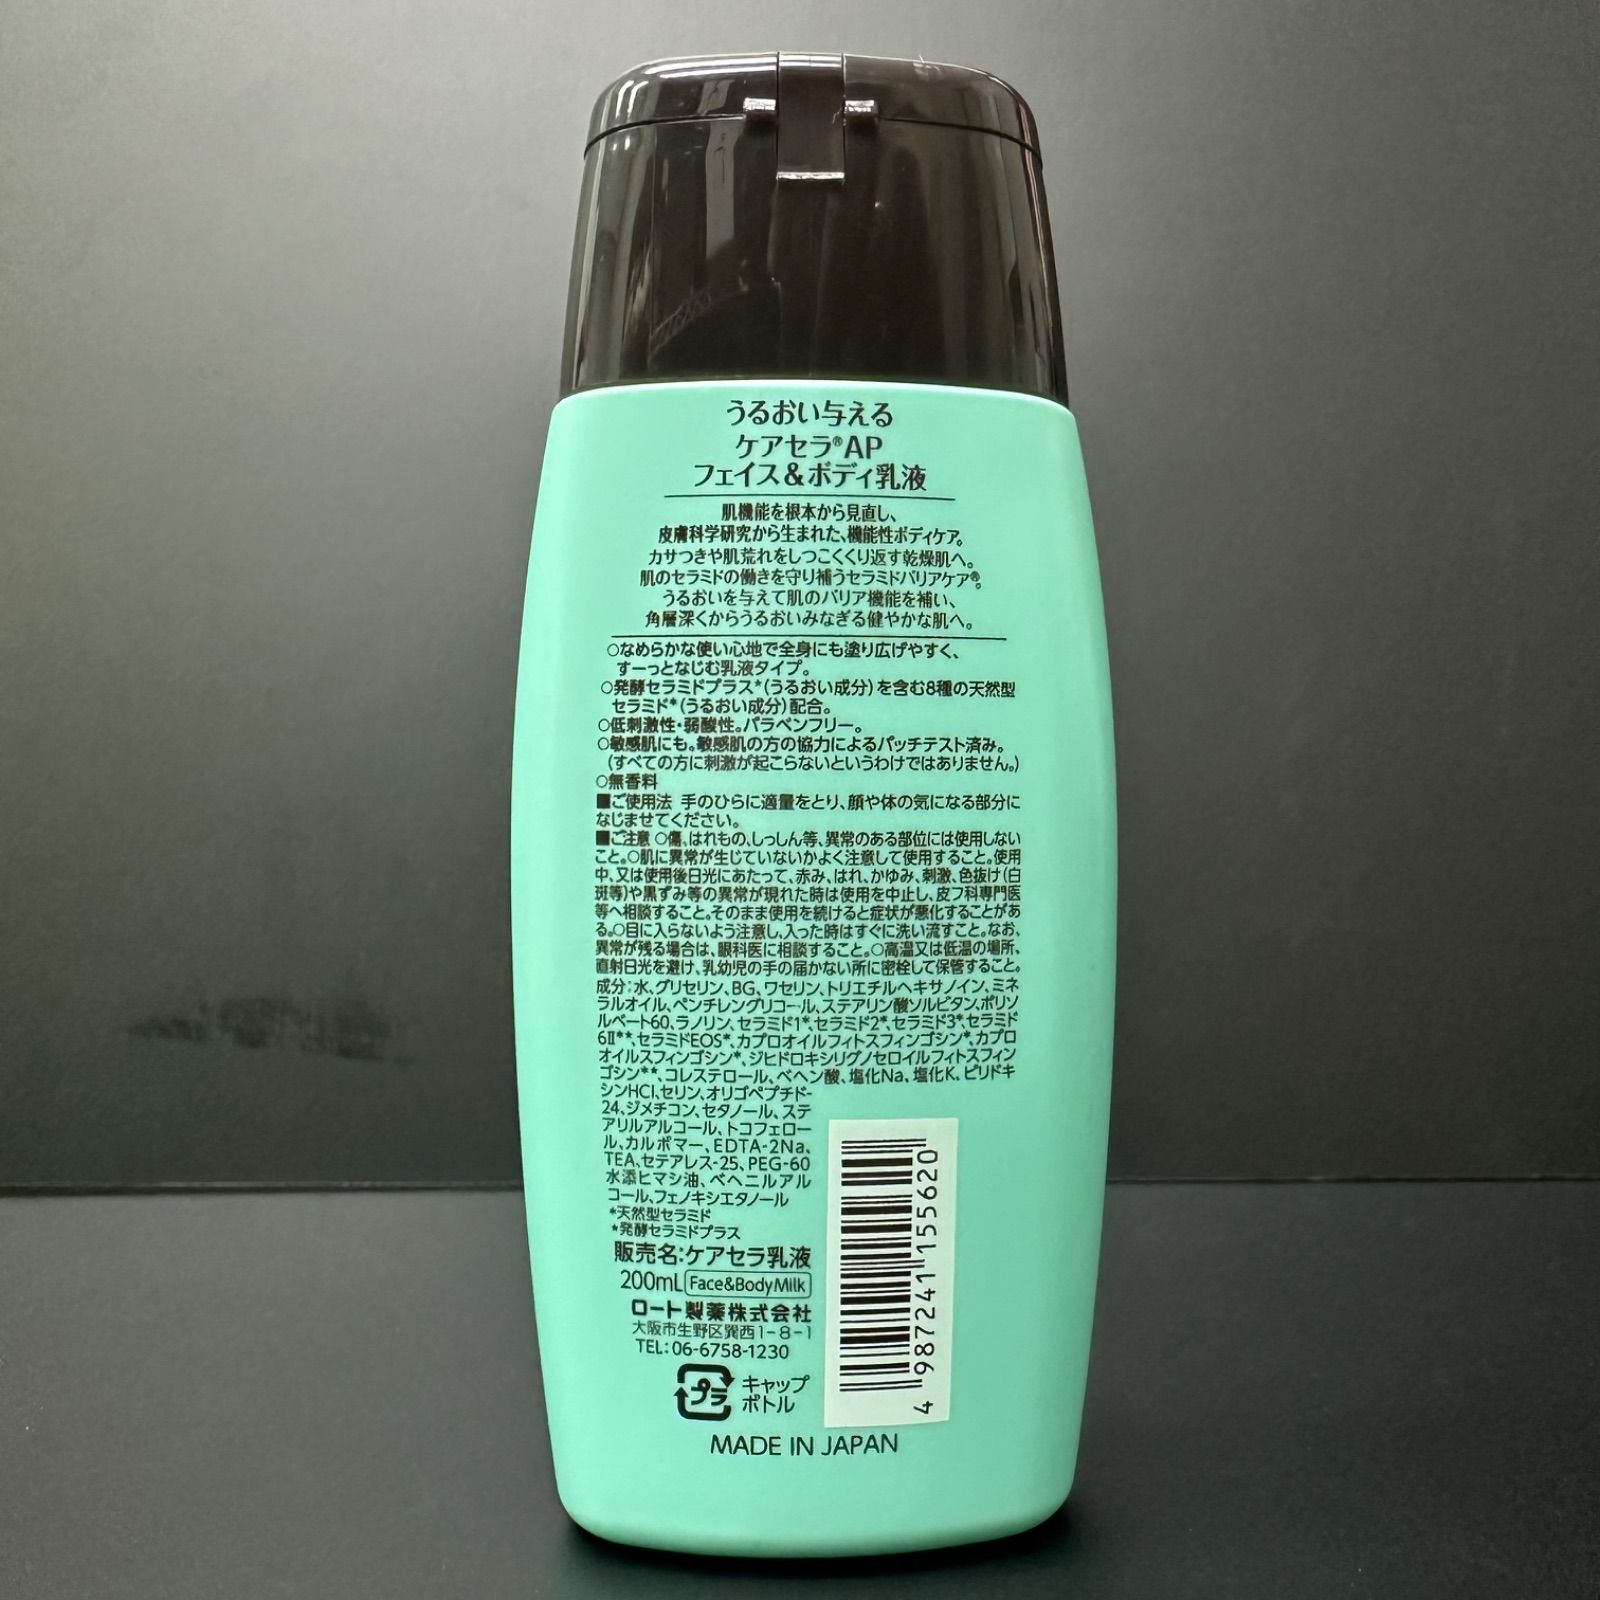 うるおい与える
ケアセラ®AP
フェイス&ボディ乳液
肌機能を根本から見直し、
皮膚科学研究から生まれた、機能性ボディケア。
カサつきや肌荒れをしつこくくり返す乾燥肌へ。
肌のセラミドの働きを守り補うセラミドバリアケア®。
うるおいを与えて肌のバリア機能を補い、
角層深くからうるおいみなぎる健やかな肌へ。
○なめらかな使い心地で全身にも塗り広げやすく、
すーっとなじむ乳液タイプ。
○発酵セラミドプラス*(うるおい成分)を含む8種の天然型
セラミド*(うるおい成分)配合。
○低刺激性・弱酸性。パラベンフリー。
○敏感肌にも。敏感肌の方の協力によるパッチテスト済み。
(すべての方に刺激が起こらないというわけではありません。)
○無香料
■ご使用法 手のひらに適量をとり、顔や体の気になる部分に
なじませてください。
■ご注意 ○傷、はれもの、しっしん等、異常のある部位には使用しない
こと。○肌に異常が生じていないかよく注意して使用すること。使用
中、又は使用後日光にあたって、赤み、はれ、かゆみ、刺激、色抜け(白
斑等)や黒ずみ等の異常が現れた時は使用を中止し、皮フ科専門医
等へ相談すること。そのまま使用を続けると症状が悪化することがあ
る。○目に入らないよう注意し、入った時はすぐに洗い流すこと。なお、
異常が残る場合は、眼科医に相談すること。○高温又は低温の場所、
直射日光を避け、乳幼児の手の届かない所に密栓して保管すること。
成分:水、グリセリン、BG、ワセリン、トリエチルヘキサノイン、ミネ
ラルオイル、ペンチレングリコール、ステアリン酸ソルビタン、ポリソ
ルベート60、ラノリン、セラミド1*、セラミド2*、セラミド3*、セラミド
6Ⅱ**、セラミドEOS*、カプロオイルフィトスフィンゴシン*、カプロ
オイルスフィンゴシン*、ジヒドロキシリグノセロイルフィトスフィン
ゴシン**、コレステロール、ベヘン酸、塩化Na、塩化K、ピリドキ
シンHCl、セリン、オリゴペプチド-
24、ジメチコン、セタノール、ステ
アリルアルコール、トコフェロー
ル、カルボマー、EDTA-2Na、
TEA、セテアレス-25、PEG-60
水添ヒマシ油、ベヘニルアル
コール、フェノキシエタノール
*天然型セラミド
*発酵セラミドプラス
販売名:ケアセラ乳液
200mL Face&Body Milk
ロート製薬株式会社
大阪市生野区巽西1-8-1
TEL:06-6758-1230
プラ キャップ
ボトル
4 987241 155620
MADE IN JAPAN